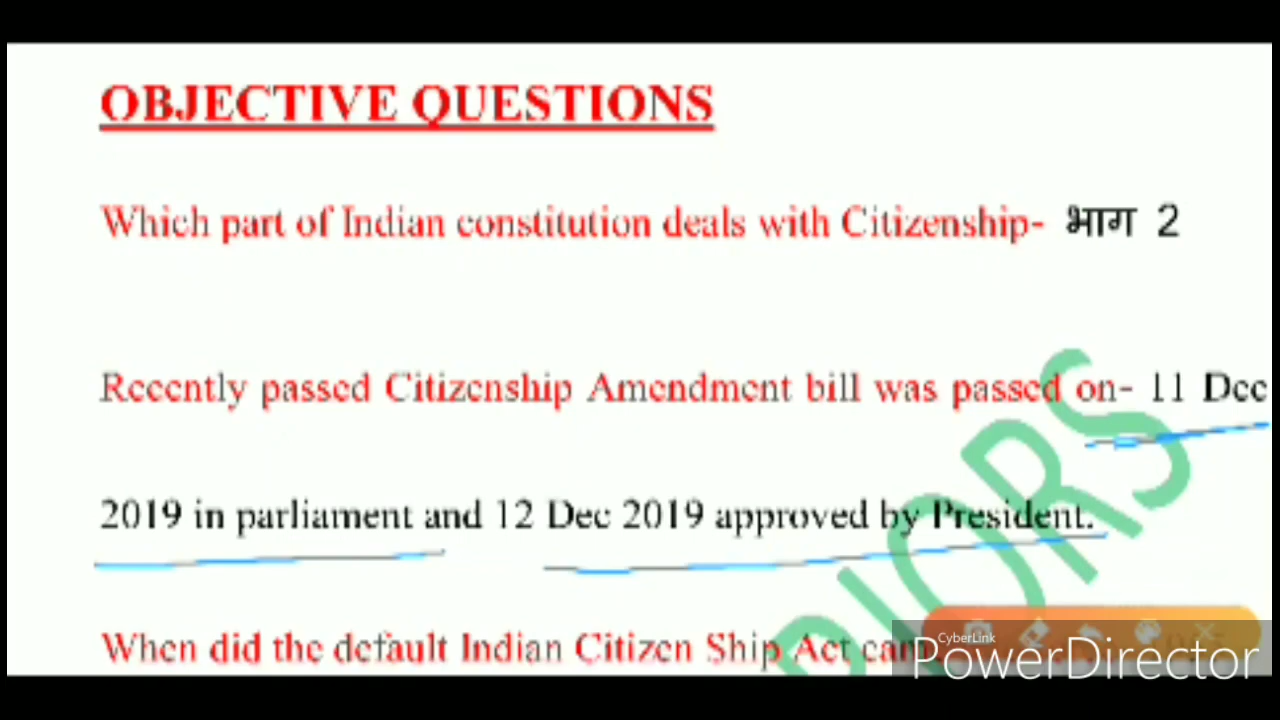 OBJECTIVE QUESTIONS
Which part of Indian constitution deals with Citizenship- भाग 2
Recently passed Citizenship Amendment bill was passed on- 11 Dec
2019 in parliament and 12 Dec 2019 approved by President.
When did the default Indian Citizen Ship Act
CyberLink
PowerDirector